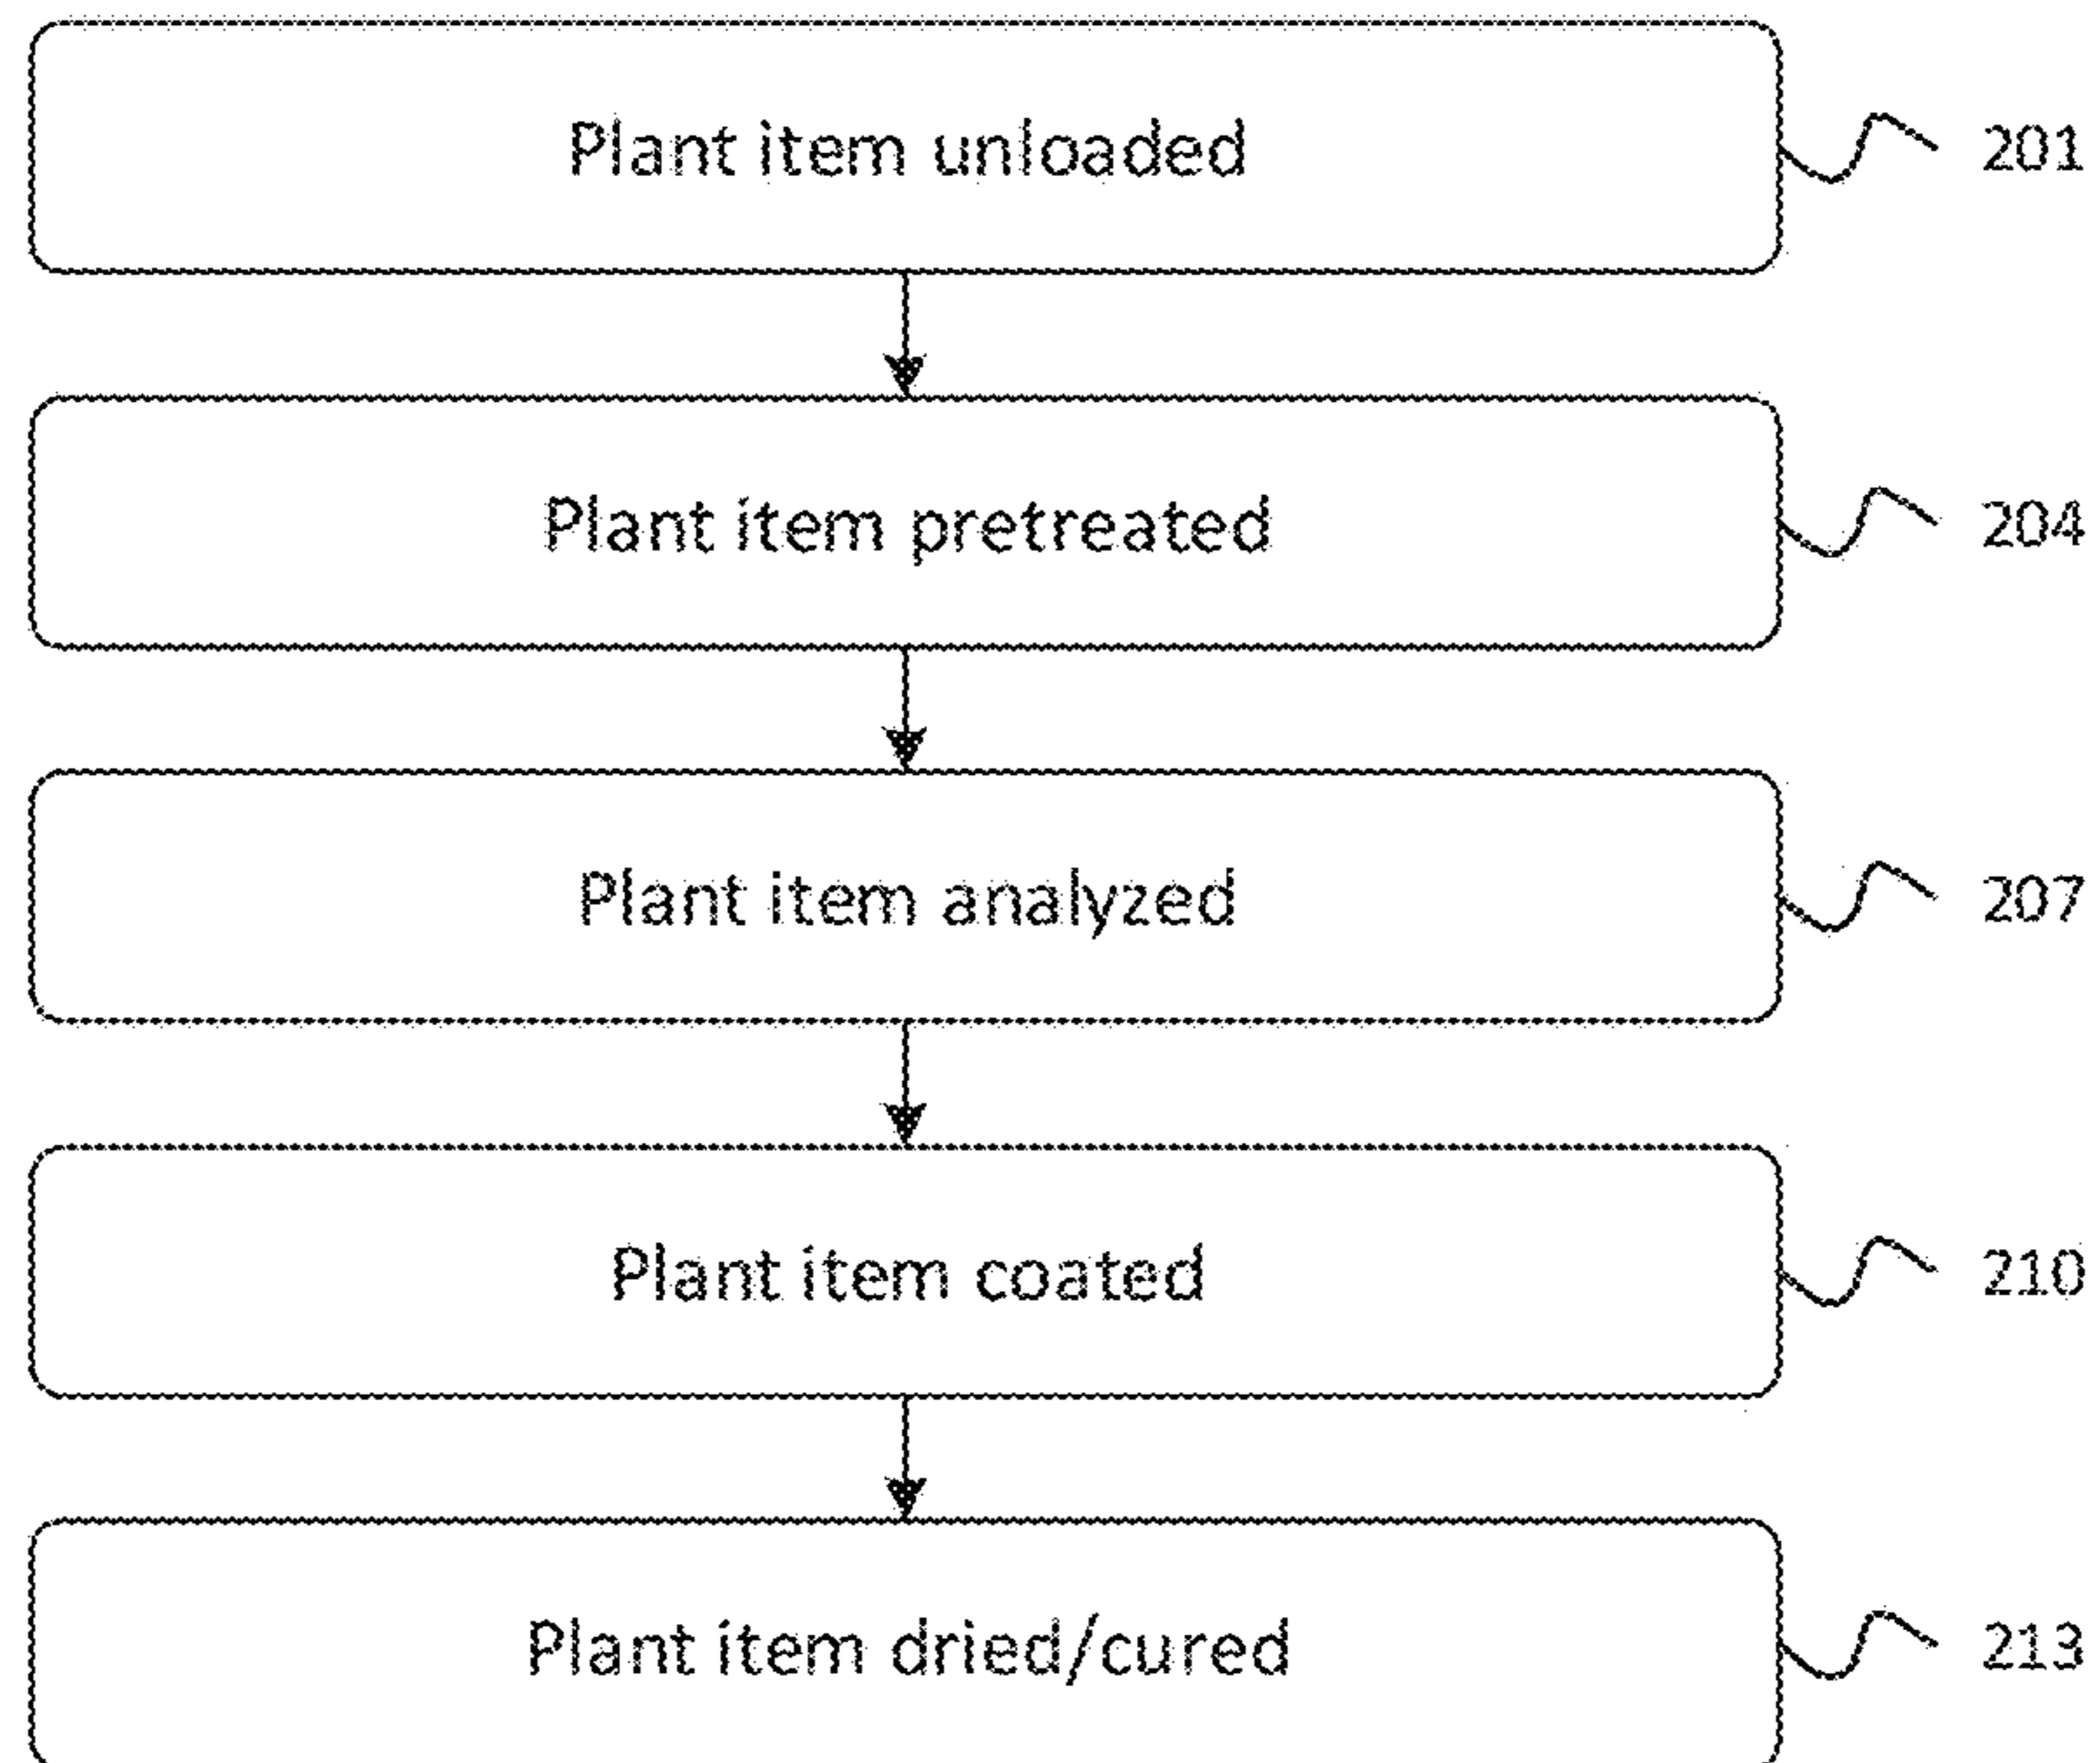 Plant item unloaded 201
Plant item pretreated 204
Plant item analyzed 207
Plant item coated 210
Plant item dried/cured 213